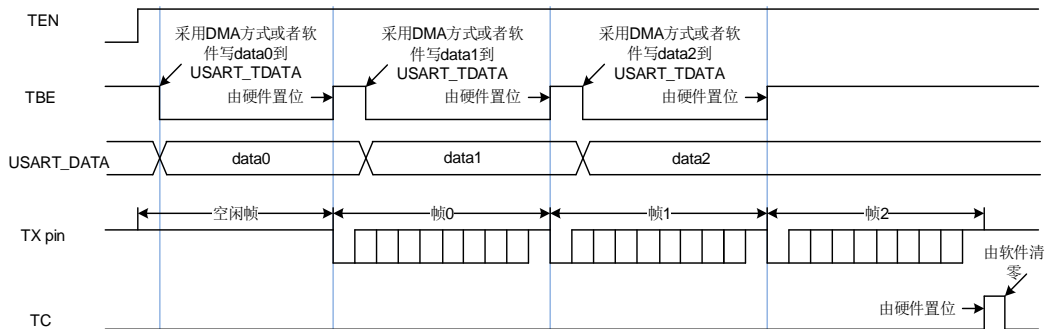 TEN
采用DMA方式或者软
件写data0到
USART_TDATA
采用DMA方式或者软
件写data1到
USART_TDATA
采用DMA方式或者软
件写data2到
USART_TDATA
TBE
由硬件置位
由硬件置位
由硬件置位
USART_DATA
data0
data1
data2
空闲帧
帧0
帧1
帧2
TX pin
由软件清
零
由硬件置位
TC